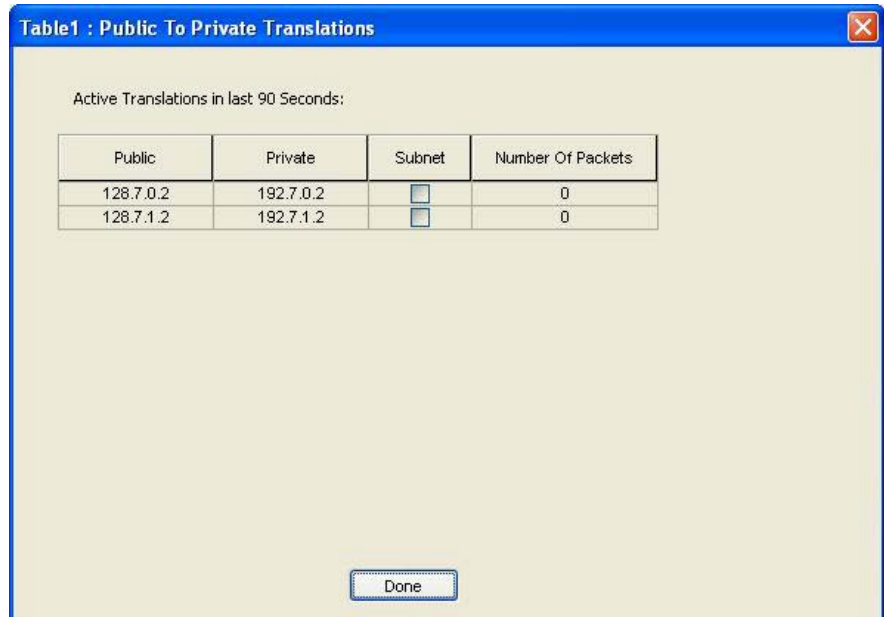 Table1 : Public To Private Translations
Active Translations in last 90 Seconds:
Public Private Subnet Number Of Packets
128.7.0.2 192.7.0.2 0
128.7.1.2 192.7.1.2 0
Done